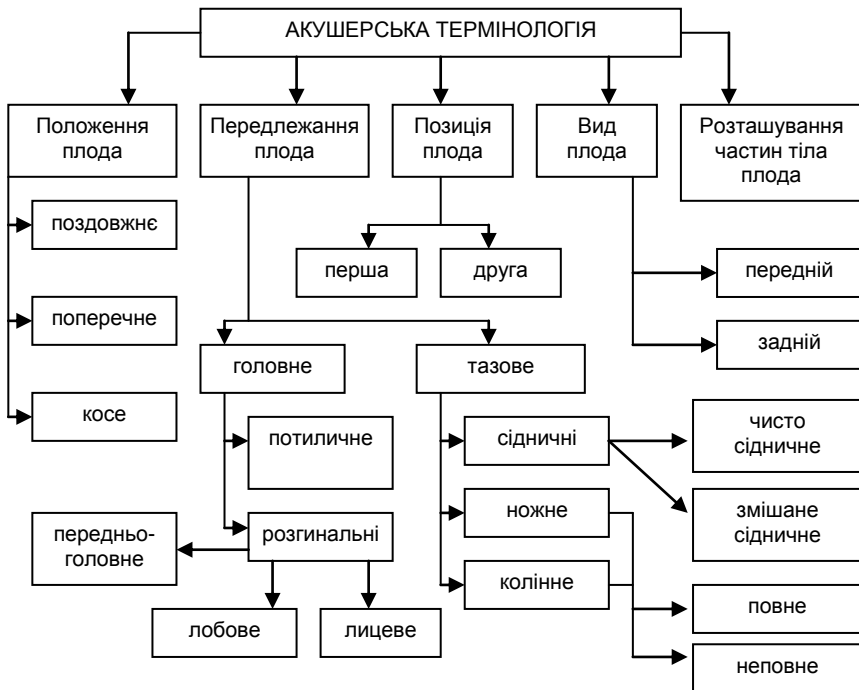 АКУШЕРСЬКА ТЕРМІНОЛОГІЯ
Положення
плода
Передлежання
плода
Позиція
плода
Вид
плода
Розташування
частин тіла
плода
поздовжнє
перша
друга
передній
поперечне
задній
головне
тазове
косе
потиличне
сідничні
чисто
сідничне
ножне
змішане
сідничне
передньо-
головне
розгинальні
колінне
повне
лобове
лицеве
неповне